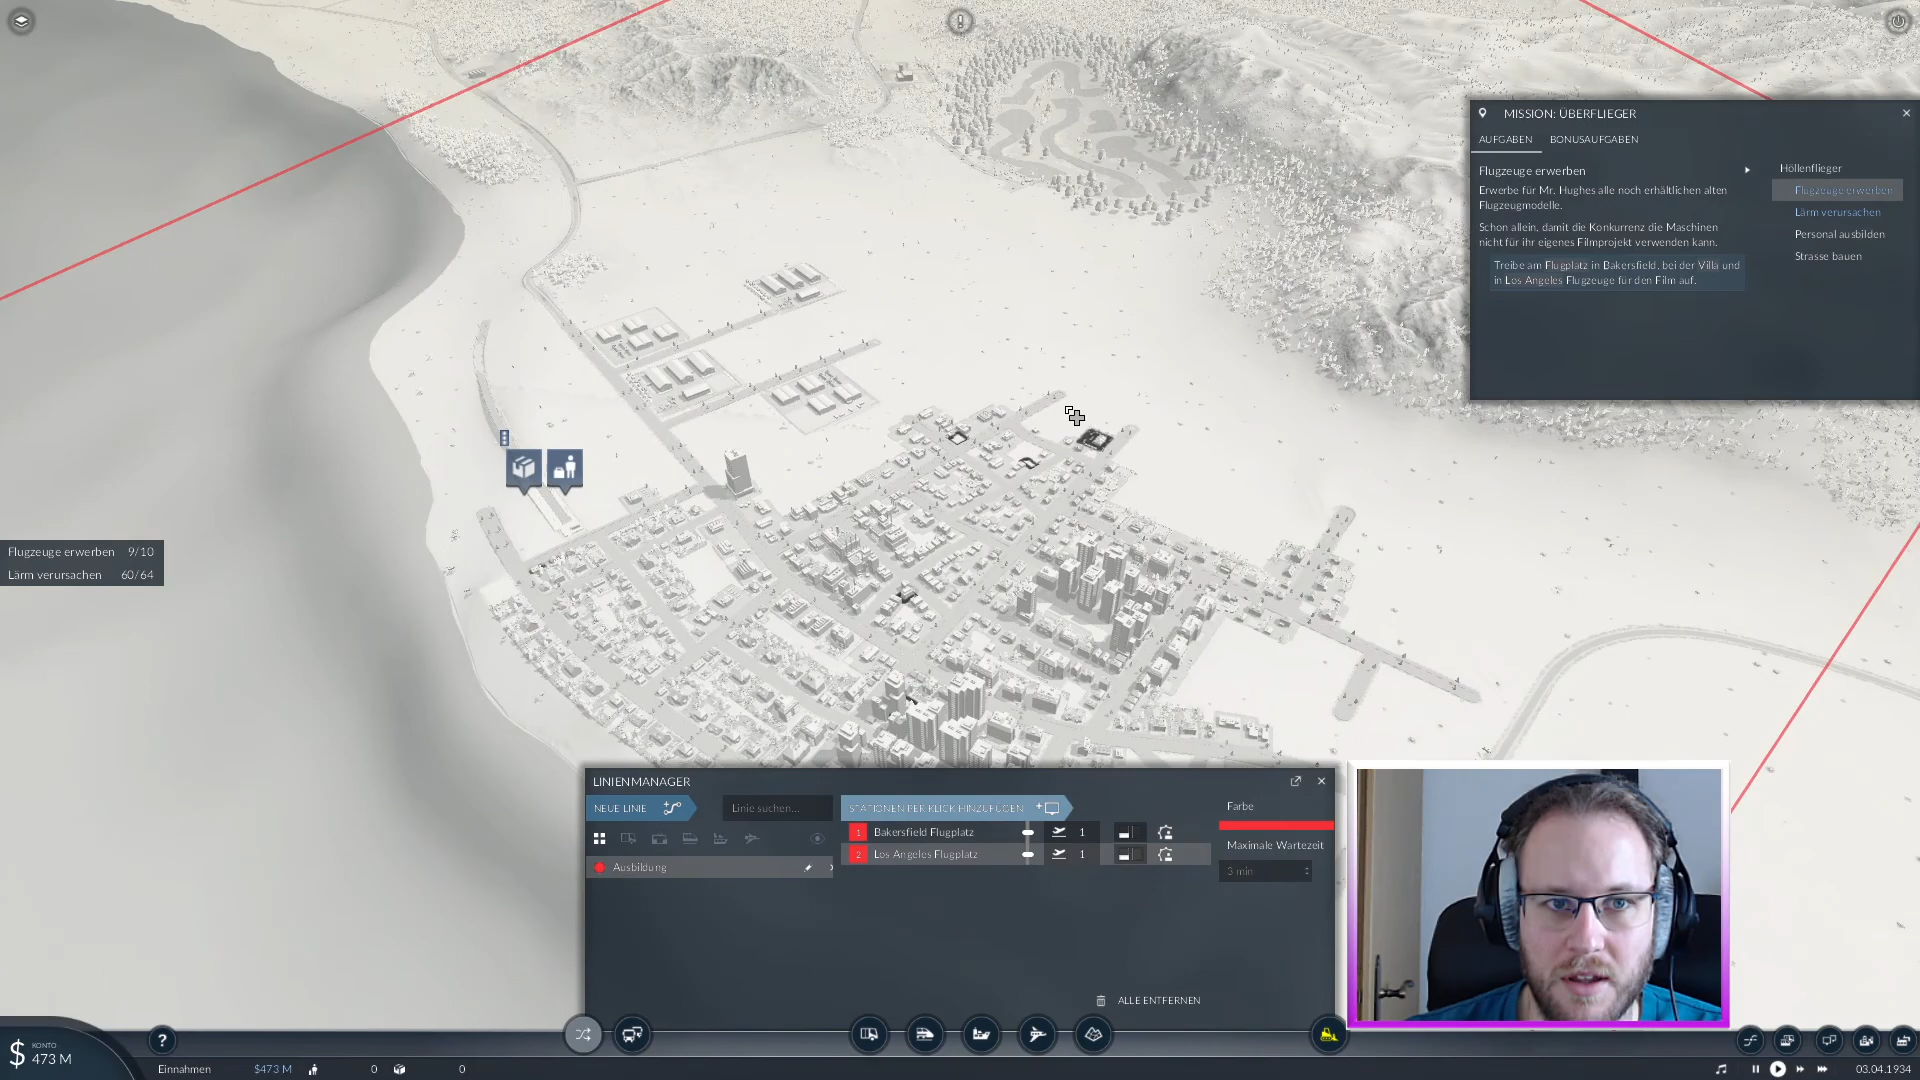 MISSION: ÜBERFLIEGER
AUFGABEN BONUSAUFGABEN
Flugzeuge erwerben
Erwerbe für Mr. Hughes alle noch erhältlichen alten
Flugzeugmodelle.
Schon allein, damit die Konkurrenz die Maschinen
nicht für ihr eigenes Filmprojekt verwenden kann.
Treibe am Flugplatz in Bakersfield, bei der Villa und
in Los Angeles Flugzeuge für den Film auf.
Höllenflieger
Flugzeuge erwerben
Lärm verursachen
Personal ausbilden
Strasse bauen
Flugzeuge erwerben 9/10
Lärm verursachen 60/64
LINIENMANAGER
NEUE LINIE
Linie suchen...
STATIONEN PER KLICK HINZUFÜGEN
Farbe
1 Bakersfield Flugplatz 1
2 Los Angeles Flugplatz 1
Maximale Wartezeit
3 min
Ausbildung
ALLE ENTFERNEN
?
$ KONTO
473 M
Einnahmen $473 M 0 0
03.04.1934